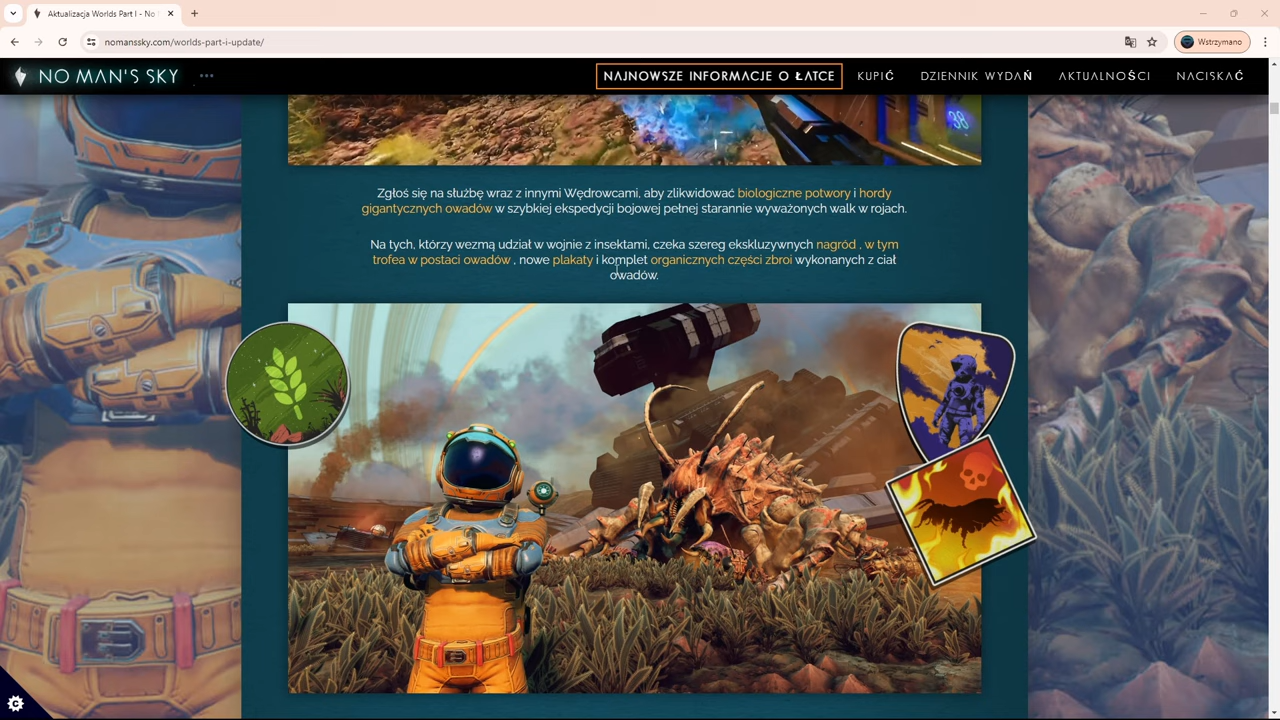 Aktualizacja Worlds Part I - No
nomanssky.com/worlds-part-i-update/
Wstrzymano
NO MAN'S SKY
NAJNOWSZE INFORMACJE O ŁATCE
KUPIĆ
DZIENNIK WYDAŃ
AKTUALNOŚCI
NACISKAĆ
38
Zgłoś się na służbę wraz z innymi Wędrowcami, aby zlikwidować biologiczne potwory i hordy
gigantycznych owadów w szybkiej ekspedycji bojowej pełnej starannie wyważonych walk w rojach.
Na tych, którzy wezmą udział w wojnie z insektami, czeka szereg ekskluzywnych nagród , w tym
trofea w postaci owadów , nowe plakaty i komplet organicznych części zbroi wykonanych z ciał
owadów.